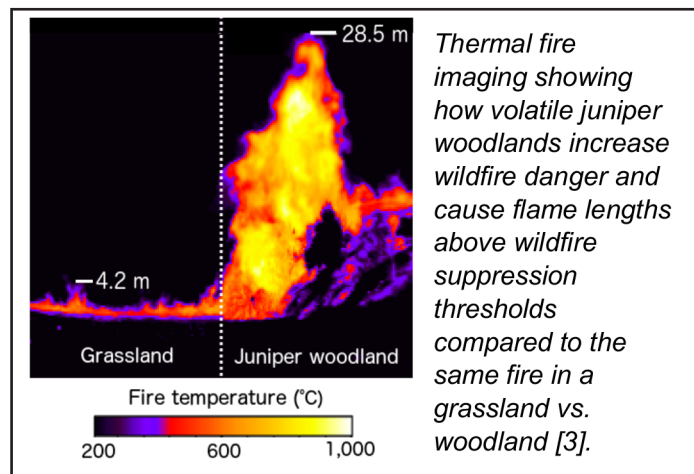 28.5 m
4.2 m
Grassland
Juniper woodland
Fire temperature (°C)
200
600
1,000
Thermal fire
imaging showing
how volatile juniper
woodlands increase
wildfire danger and
cause flame lengths
above wildfire
suppression
thresholds
compared to the
same fire in a
grassland vs.
woodland [3].